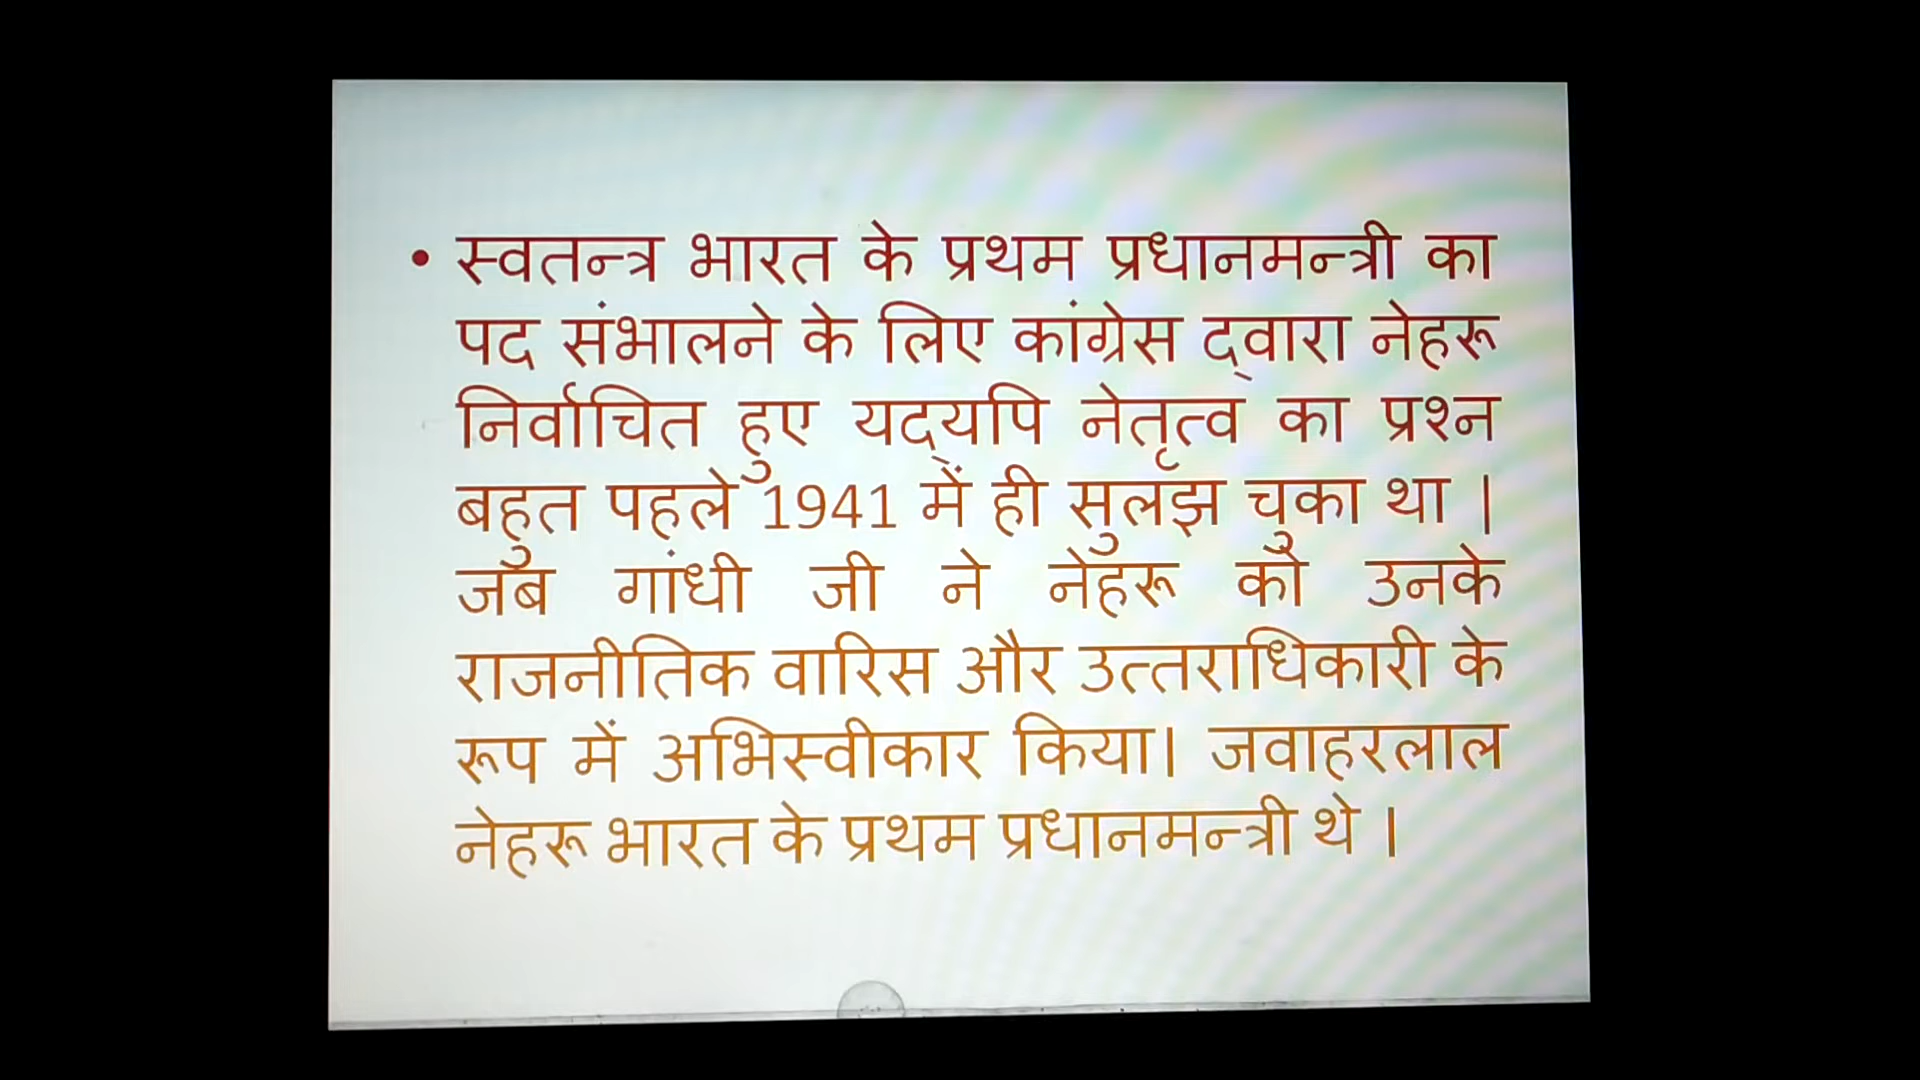 • स्वतन्त्र भारत के प्रथम प्रधानमन्त्री का
पद संभालने के लिए कांग्रेस द्वारा नेहरू
निर्वाचित हुए यद्यपि नेतृत्व का प्रश्न
बहुत पहले 1941 में ही सुलझ चुका था |
जब गांधी जी ने नेहरू को उनके
राजनीतिक वारिस और उत्तराधिकारी के
रूप में अभिस्वीकार किया। जवाहरलाल
नेहरू भारत के प्रथम प्रधानमन्त्री थे ।